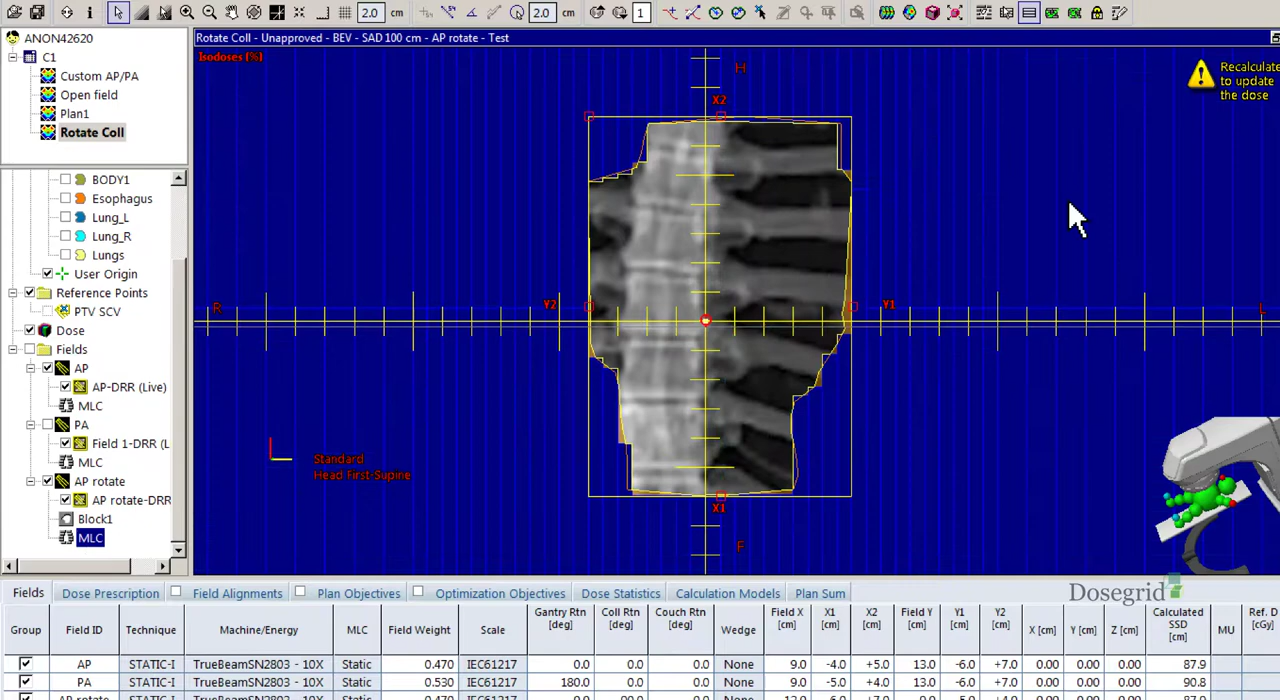 2.0 cm 2.0 cm 1
ANON42620
C1
Custom AP/PA
Open field
Plan1
Rotate Coll
BODY1
Esophagus
Lung_L
Lung_R
Lungs
User Origin
Reference Points
PTV SCV
Dose
Fields
AP
AP-DRR (Live)
MLC
PA
Field 1-DRR (L
MLC
AP rotate
AP rotate-DRR
Block1
MLC
Rotate Coll - Unapproved - BEV - SAD 100 cm - AP rotate - Test
Isodoses [%]
Recalculate
to update
the dose
H
X2
R Y2 Y1 L
Standard
Head First-Supine
X1
F
Dosegrid
Fields Dose Prescription Field Alignments Plan Objectives Optimization Objectives Dose Statistics Calculation Models Plan Sum
Group Field ID Technique Machine/Energy MLC Field Weight Scale Gantry Rtn [deg] Coll Rtn [deg] Couch Rtn [deg] Wedge Field X [cm] X1 [cm] X2 [cm] Field Y [cm] Y1 [cm] Y2 [cm] X [cm] Y [cm] Z [cm] Calculated SSD [cm] MU Ref. D [cGy]
AP STATIC-I TrueBeamSN2803 - 10X Static 0.470 IEC61217 0.0 0.0 0.0 None 9.0 -4.0 +5.0 13.0 -6.0 +7.0 0.00 0.00 0.00 87.9
PA STATIC-I TrueBeamSN2803 - 10X Static 0.530 IEC61217 180.0 0.0 0.0 None 9.0 -5.0 +4.0 13.0 -6.0 +7.0 0.00 0.00 0.00 90.8